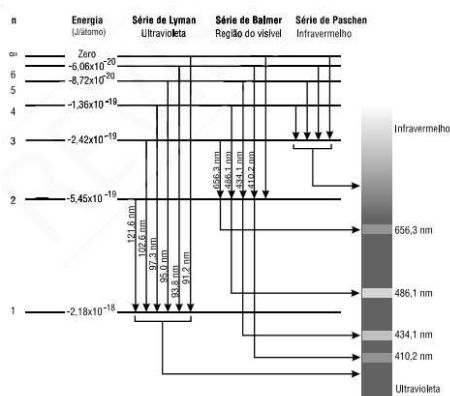 n Energia Série de Lyman Série de Balmer Série de Paschen
(J/átomo) Ultravioleta Região do visível Infravermelho
∞ Zero
6 -6,06x10⁻²⁰
5 -8,72x10⁻²⁰
4 -1,36x10⁻¹⁹
3 -2,42x10⁻¹⁹
2 -5,45x10⁻¹⁹
1 -2,18x10⁻¹⁸
121,6 nm
102,6 nm
97,3 nm
95,0 nm
93,8 nm
91,2 nm
656,3 nm
486,1 nm
434,1 nm
410,2 nm
Infravermelho
656,3 nm
486,1 nm
434,1 nm
410,2 nm
Ultravioleta